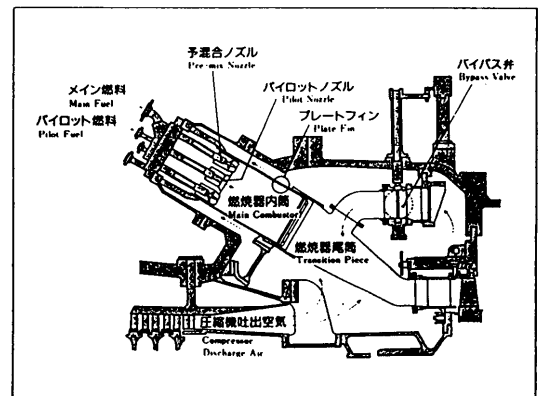 予混合ノズル
Pre-mix Nozzle
バイパス弁
Bypass Valve
メイン燃料
Main Fuel
パイロットノズル
Pilot Nozzle
パイロット燃料
Pilot Fuel
プレートフィン
Plate Fin
燃焼器内筒
Main Combustor
燃焼器尾筒
Transition Piece
圧縮機吐出空気
Compressor
Discharge Air